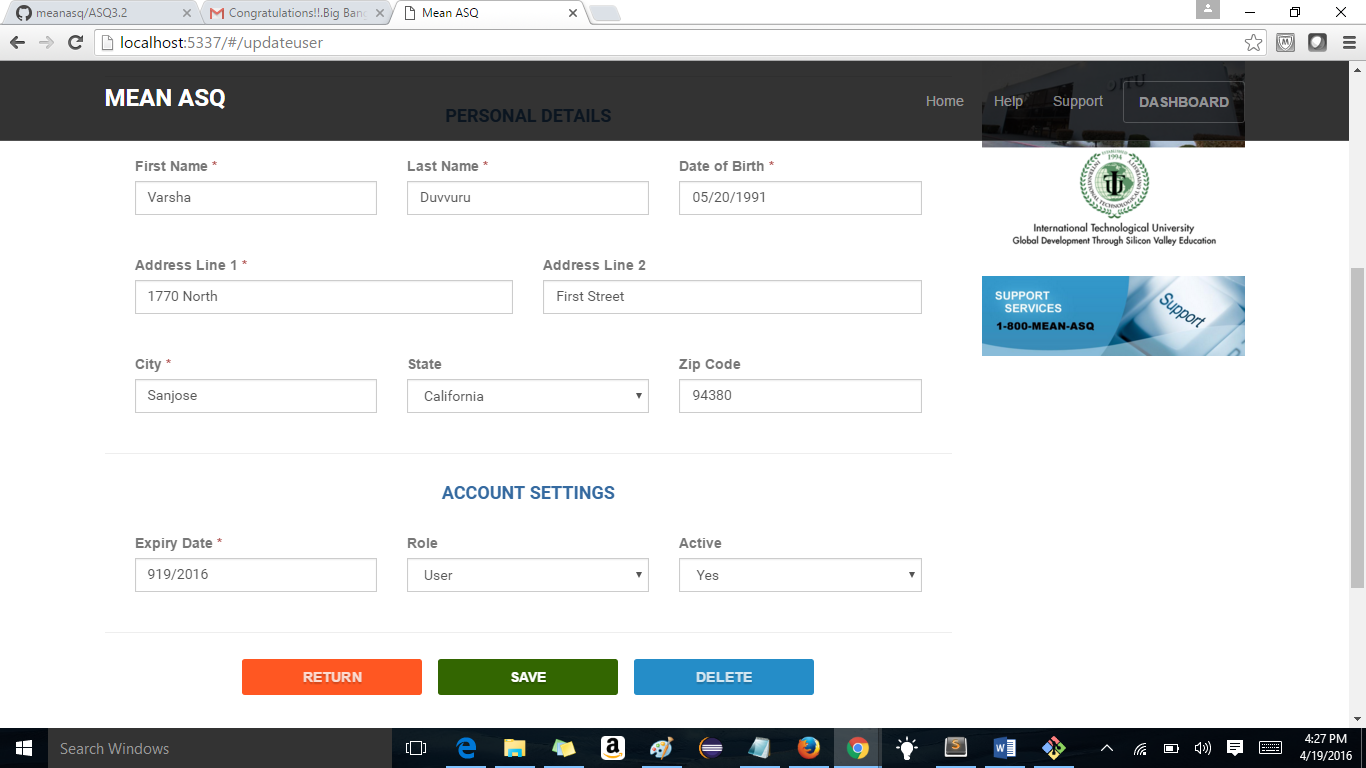 meanasq/ASQ3.2
Congratulations!!.Big Bang
Mean ASQ
localhost:5337/#/updateuser
MEAN ASQ
Home Help Support DASHBOARD
PERSONAL DETAILS
First Name * Last Name * Date of Birth *
Varsha Duvvuru 05/20/1991
1994
International Technological University
Global Development Through Silicon Valley Education
Address Line 1 * Address Line 2
1770 North First Street
SUPPORT
SERVICES
1-800-MEAN-ASQ
Support
City * State Zip Code
Sanjose California 94380
ACCOUNT SETTINGS
Expiry Date * Role Active
919/2016 User Yes
RETURN SAVE DELETE
Search Windows
4:27 PM
4/19/2016